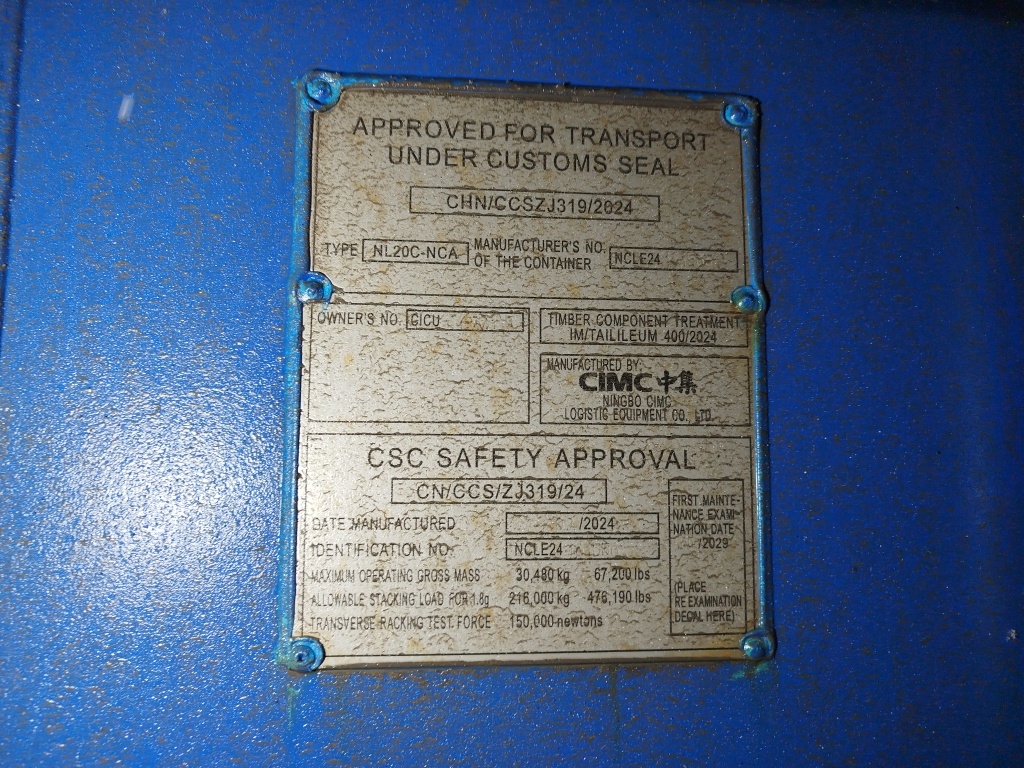 APPROVED FOR TRANSPORT
UNDER CUSTOMS SEAL
CHN/CCSZJ319/2024
TYPE NL20C-NCA MANUFACTURER'S NO.
OF THE CONTAINER NCLE24
OWNER'S NO. CICU
TIMBER COMPONENT TREATMENT
IM/TAILILEUM 400/2024
MANUFACTURED BY:
CIMC 中集
NINGBO CIMC
LOGISTIC EQUIPMENT CO., LTD.
CSC SAFETY APPROVAL
CN/CCS/ZJ319/24
DATE MANUFACTURED /2024
IDENTIFICATION NO. NCLE24
MAXIMUM OPERATING GROSS MASS 30,480 kg 67,200 lbs
ALLOWABLE STACKING LOAD FOR 1.8g 216,000 kg 476,190 lbs
TRANSVERSE RACKING TEST FORCE 150,000 newtons
FIRST MAINTE-
NANCE EXAMI-
NATION DATE
/2029
(PLACE
RE EXAMINATION
DECAL HERE)